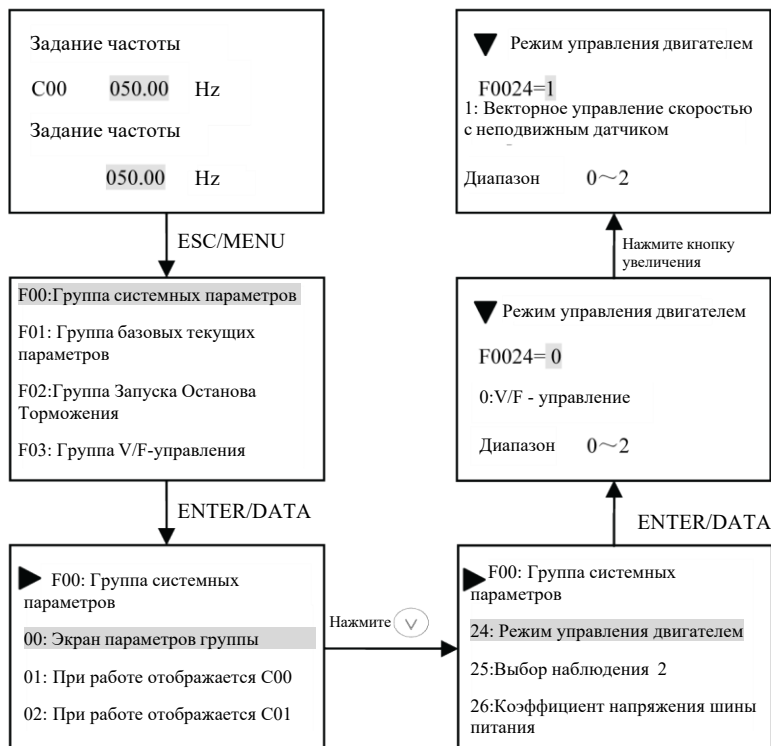 Задание частоты
C00 050.00 Hz
Задание частоты
050.00 Hz
ESC/MENU
F00:Группа системных параметров
F01: Группа базовых текущих
параметров
F02:Группа Запуска Останова
Торможения
F03: Группа V/F-управления
ENTER/DATA
F00: Группа системных
параметров
00: Экран параметров группы
01: При работе отображается С00
02: При работе отображается С01
Нажмите
F00: Группа системных
параметров
24: Режим управления двигателем
25:Выбор наблюдения 2
26:Коэффициент напряжения шины
питания
ENTER/DATA
Режим управления двигателем
F0024= 0
0:V/F - управление
Диапазон 0～2
Нажмите кнопку
увеличения
Режим управления двигателем
F0024=1
1: Векторное управление скоростью
с неподвижным датчиком
Диапазон 0～2